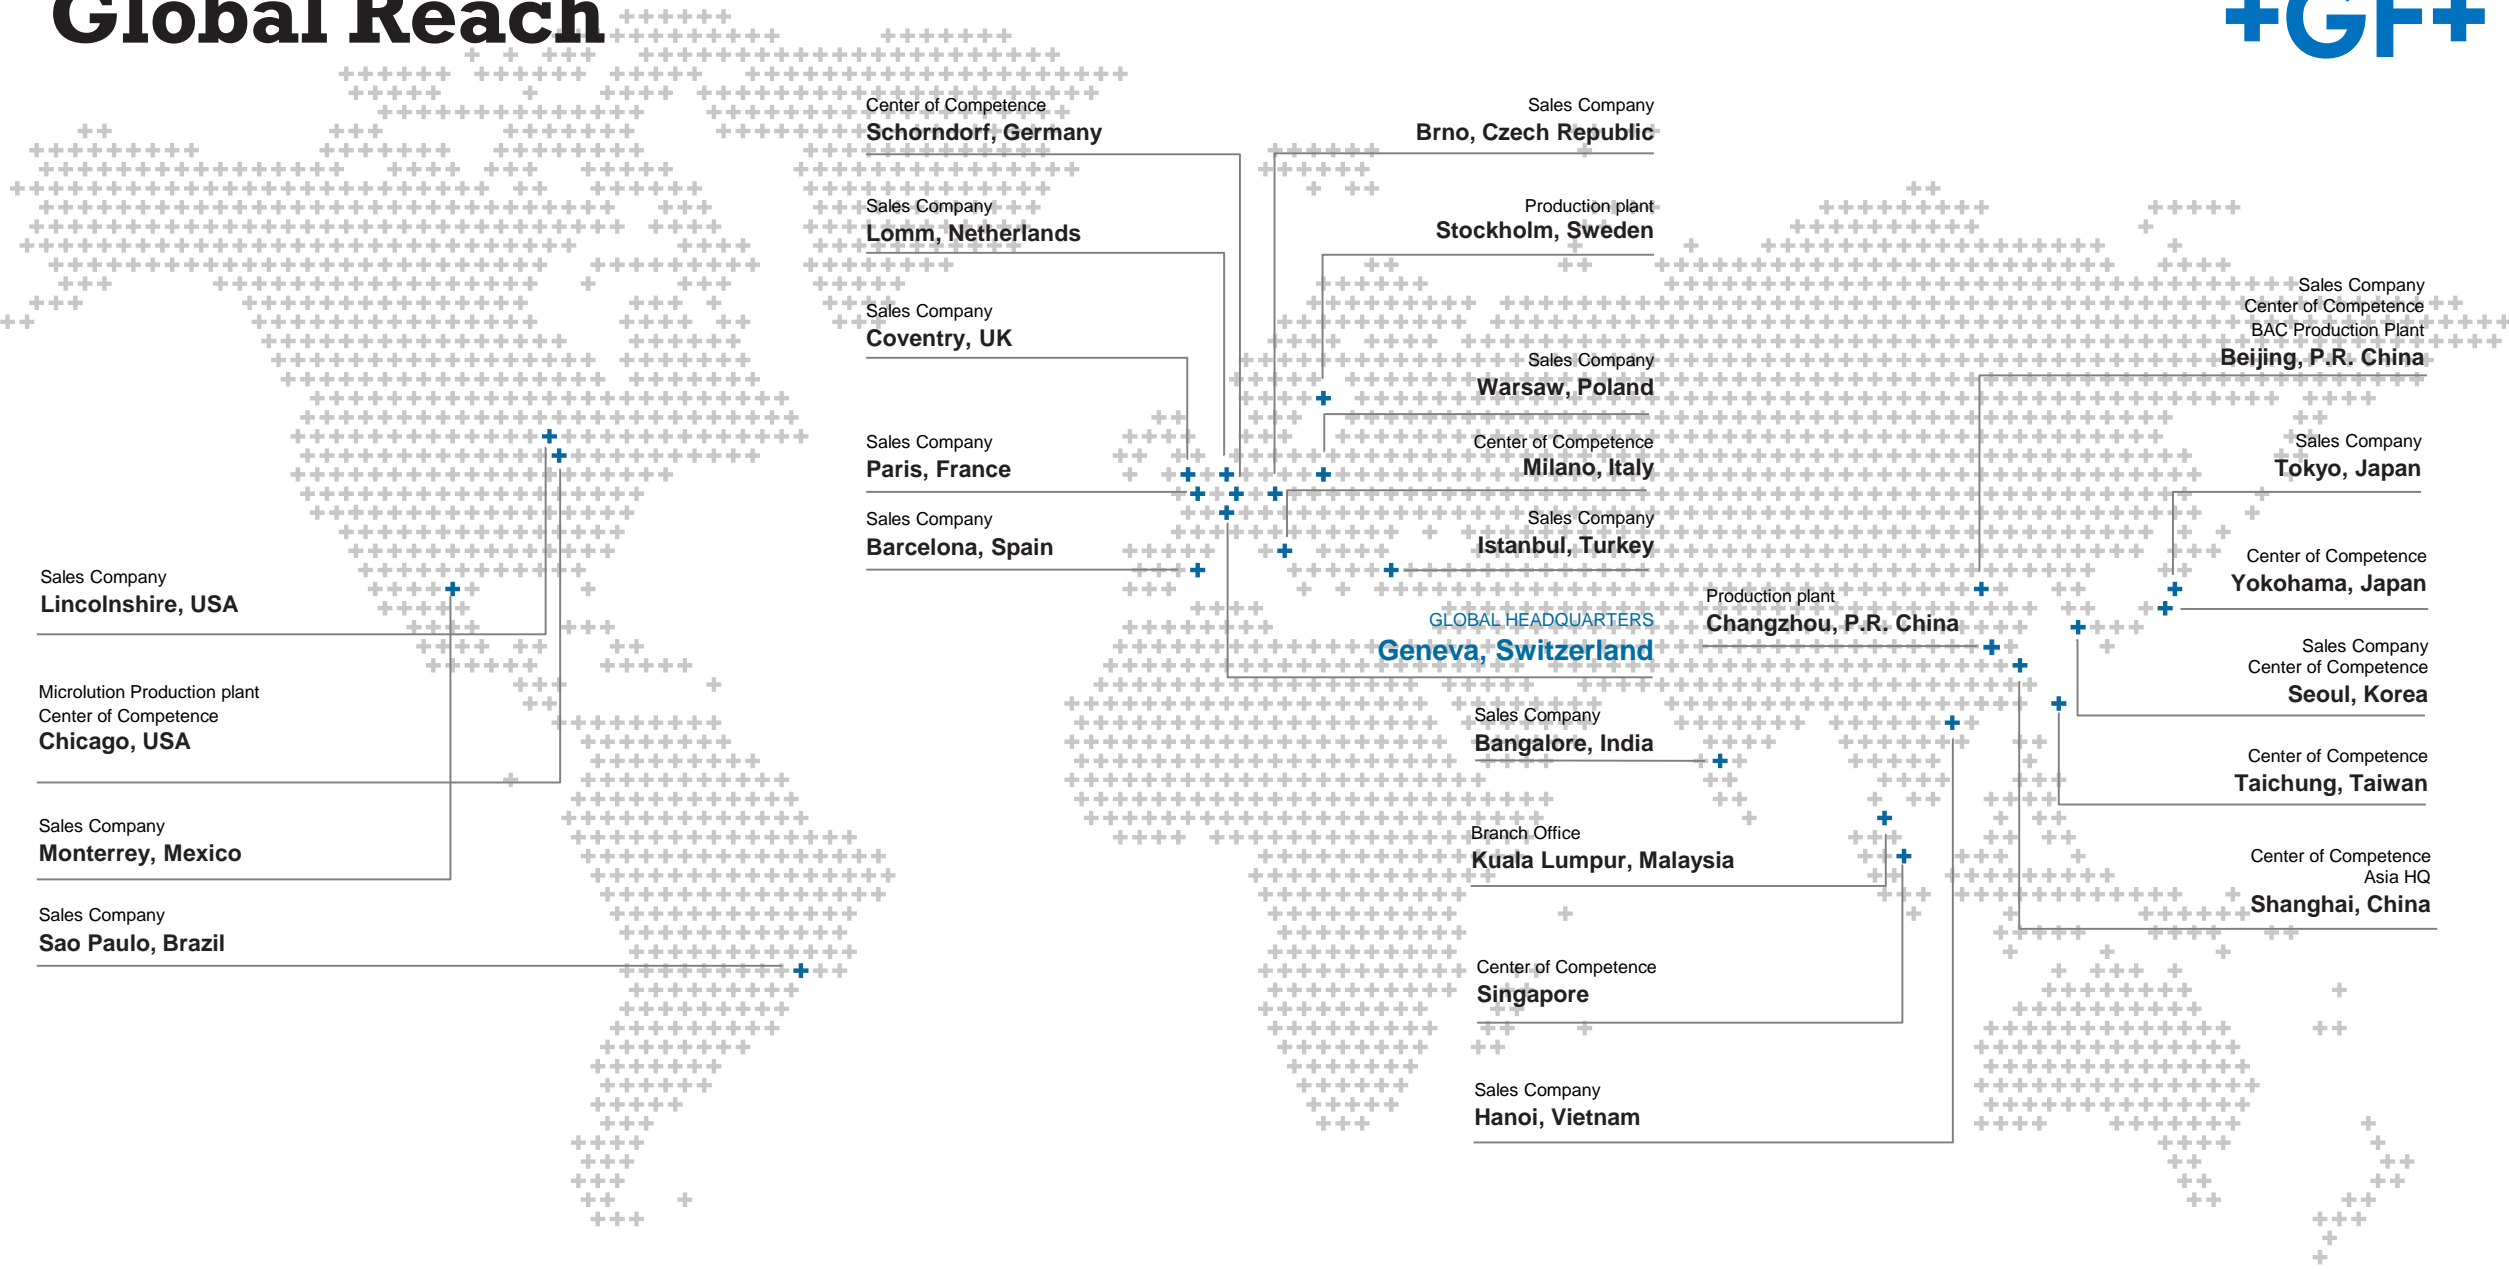 Global Reach
+GF+
Center of Competence
Schorndorf, Germany
Sales Company
Lomm, Netherlands
Sales Company
Coventry, UK
Sales Company
Paris, France
Sales Company
Barcelona, Spain
Sales Company
Brno, Czech Republic
Production plant
Stockholm, Sweden
Sales Company
Warsaw, Poland
Center of Competence
Milano, Italy
Sales Company
Istanbul, Turkey
GLOBAL HEADQUARTERS
Geneva, Switzerland
Sales Company
Center of Competence
BAC Production Plant
Beijing, P.R. China
Sales Company
Tokyo, Japan
Center of Competence
Yokohama, Japan
Production plant
Changzhou, P.R. China
Sales Company
Center of Competence
Seoul, Korea
Center of Competence
Taichung, Taiwan
Center of Competence
Asia HQ
Shanghai, China
Sales Company
Bangalore, India
Branch Office
Kuala Lumpur, Malaysia
Center of Competence
Singapore
Sales Company
Hanoi, Vietnam
Sales Company
Lincolnshire, USA
Microlution Production plant
Center of Competence
Chicago, USA
Sales Company
Monterrey, Mexico
Sales Company
Sao Paulo, Brazil